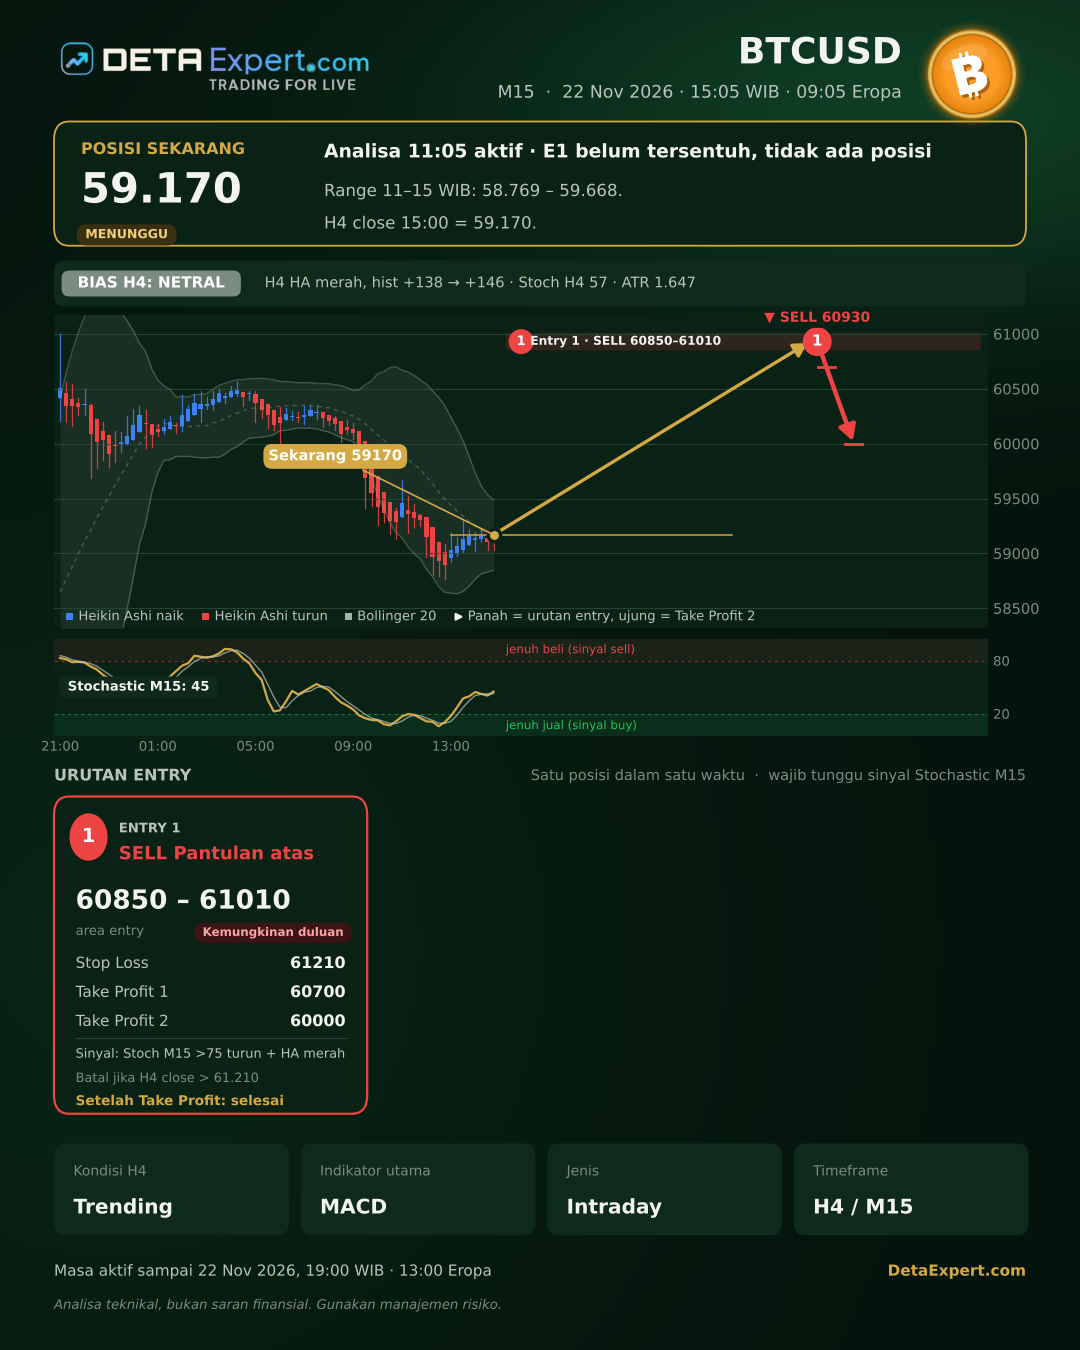 DETA Expert.com
TRADING FOR LIVE
BTCUSD
M15 · 22 Nov 2026 · 15:05 WIB · 09:05 Eropa
POSISI SEKARANG
59.170
MENUNGGU
Analisa 11:05 aktif · E1 belum tersentuh, tidak ada posisi
Range 11–15 WIB: 58.769 – 59.668.
H4 close 15:00 = 59.170.
BIAS H4: NETRAL
H4 HA merah, hist +138 → +146 · Stoch H4 57 · ATR 1.647
▼ SELL 60930
1 Entry 1 · SELL 60850–61010
1
61000
60500
60000
59500
59000
58500
Sekarang 59170
Heikin Ashi naik
Heikin Ashi turun
Bollinger 20
Panah = urutan entry, ujung = Take Profit 2
jenuh beli (sinyal sell)
80
Stochastic M15: 45
20
jenuh jual (sinyal buy)
21:00 01:00 05:00 09:00 13:00
URUTAN ENTRY
Satu posisi dalam satu waktu · wajib tunggu sinyal Stochastic M15
1
ENTRY 1
SELL Pantulan atas
60850 – 61010
area entry
Kemungkinan duluan
Stop Loss 61210
Take Profit 1 60700
Take Profit 2 60000
Sinyal: Stoch M15 >75 turun + HA merah
Batal jika H4 close > 61.210
Setelah Take Profit: selesai
Kondisi H4
Trending
Indikator utama
MACD
Jenis
Intraday
Timeframe
H4 / M15
Masa aktif sampai 22 Nov 2026, 19:00 WIB · 13:00 Eropa
DetaExpert.com
Analisa teknikal, bukan saran finansial. Gunakan manajemen risiko.